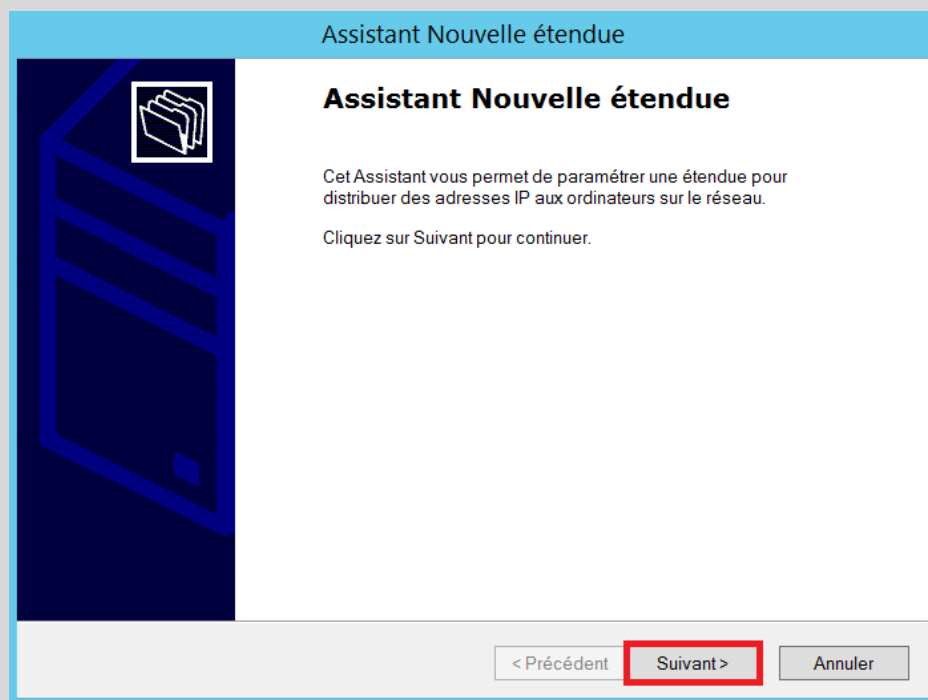 Assistant Nouvelle étendue
Assistant Nouvelle étendue
Cet Assistant vous permet de paramétrer une étendue pour
distribuer des adresses IP aux ordinateurs sur le réseau.
Cliquez sur Suivant pour continuer.
< Précédent Suivant > Annuler